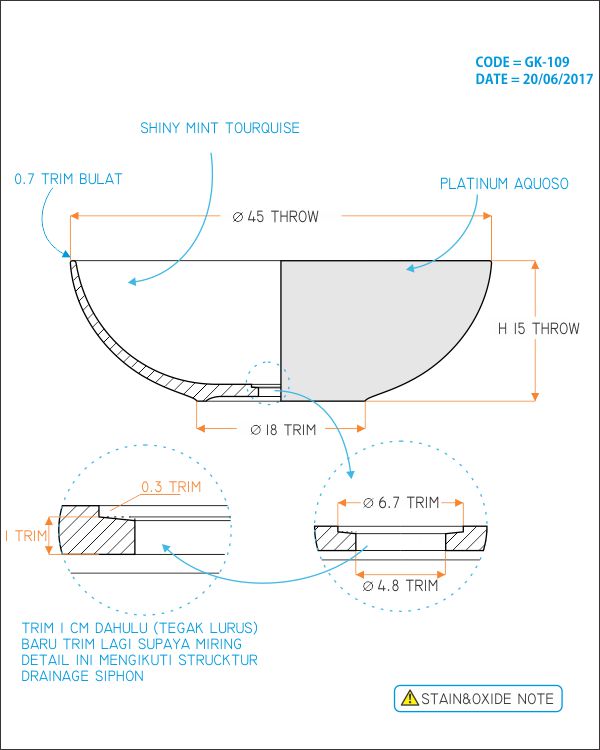 CODE = GK-109
DATE = 20/06/2017
SHINY MINT TOURQUISE
0.7 TRIM BULAT
PLATINUM AQUOSO
Ø 45 THROW
H 15 THROW
Ø 18 TRIM
0.3 TRIM
1 TRIM
Ø 6.7 TRIM
Ø 4.8 TRIM
TRIM 1 CM DAHULU (TEGAK LURUS)
BARU TRIM LAGI SUPAYA MIRING
DETAIL INI MENGIKUTI STRUCKTUR
DRAINAGE SIPHON
STAIN&OXIDE NOTE